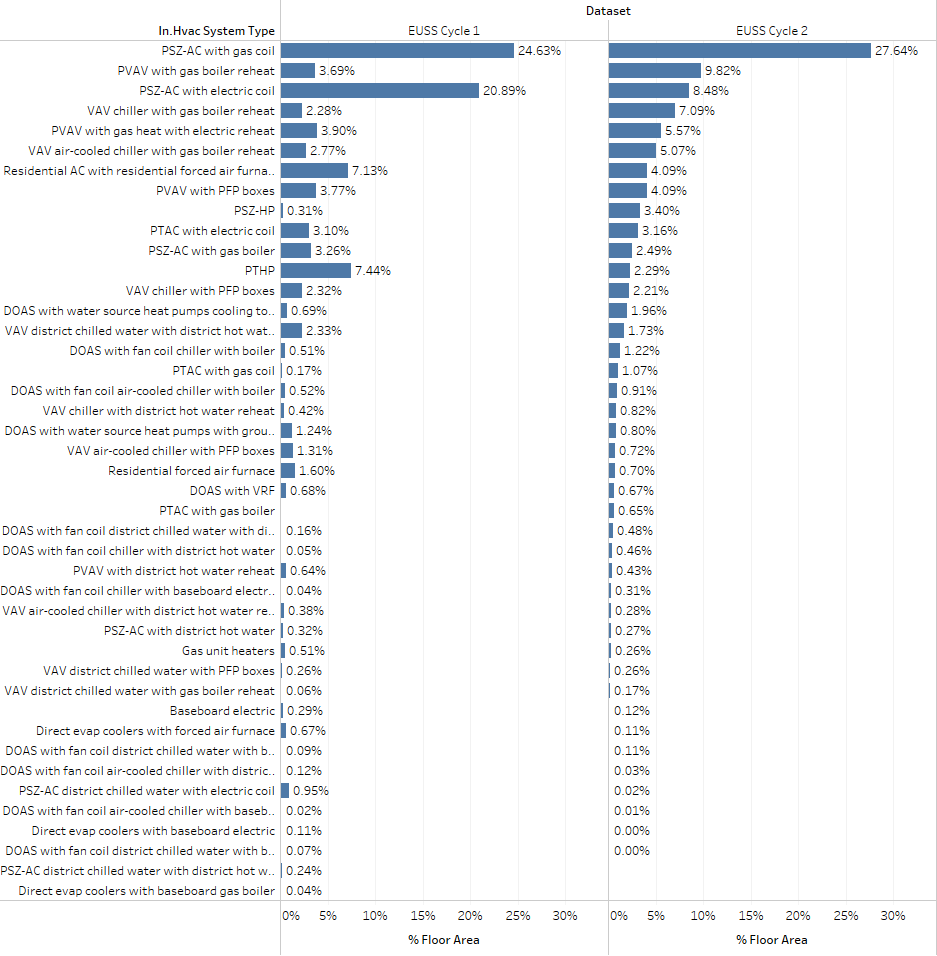 Dataset
In.Hvac System Type EUSS Cycle 1 EUSS Cycle 2
PSZ-AC with gas coil 24.63% 27.64%
PVAV with gas boiler reheat 3.69% 9.82%
PSZ-AC with electric coil 20.89% 8.48%
VAV chiller with gas boiler reheat 2.28% 7.09%
PVAV with gas heat with electric reheat 3.90% 5.57%
VAV air-cooled chiller with gas boiler reheat 2.77% 5.07%
Residential AC with residential forced air furna.. 7.13% 4.09%
PVAV with PFP boxes 3.77% 4.09%
PSZ-HP 0.31% 3.40%
PTAC with electric coil 3.10% 3.16%
PSZ-AC with gas boiler 3.26% 2.49%
PTHP 7.44% 2.29%
VAV chiller with PFP boxes 2.32% 2.21%
DOAS with water source heat pumps cooling to.. 0.69% 1.96%
VAV district chilled water with district hot wat.. 2.33% 1.73%
DOAS with fan coil chiller with boiler 0.51% 1.22%
PTAC with gas coil 0.17% 1.07%
DOAS with fan coil air-cooled chiller with boiler 0.52% 0.91%
VAV chiller with district hot water reheat 0.42% 0.82%
DOAS with water source heat pumps with grou.. 1.24% 0.80%
VAV air-cooled chiller with PFP boxes 1.31% 0.72%
Residential forced air furnace 1.60% 0.70%
DOAS with VRF 0.68% 0.67%
PTAC with gas boiler 0.65%
DOAS with fan coil district chilled water with di.. 0.16% 0.48%
DOAS with fan coil chiller with district hot water 0.05% 0.46%
PVAV with district hot water reheat 0.64% 0.43%
DOAS with fan coil chiller with baseboard electr.. 0.04% 0.31%
VAV air-cooled chiller with district hot water re.. 0.38% 0.28%
PSZ-AC with district hot water 0.32% 0.27%
Gas unit heaters 0.51% 0.26%
VAV district chilled water with PFP boxes 0.26% 0.26%
VAV district chilled water with gas boiler reheat 0.06% 0.17%
Baseboard electric 0.29% 0.12%
Direct evap coolers with forced air furnace 0.67% 0.11%
DOAS with fan coil district chilled water with b.. 0.09% 0.11%
DOAS with fan coil air-cooled chiller with distric.. 0.12% 0.03%
PSZ-AC district chilled water with electric coil 0.95% 0.02%
DOAS with fan coil air-cooled chiller with baseb.. 0.02% 0.01%
Direct evap coolers with baseboard electric 0.11% 0.00%
DOAS with fan coil district chilled water with b.. 0.07% 0.00%
PSZ-AC district chilled water with district hot w.. 0.24%
Direct evap coolers with baseboard gas boiler 0.04%
0% 5% 10% 15% 20% 25% 30% 0% 5% 10% 15% 20% 25% 30%
% Floor Area % Floor Area